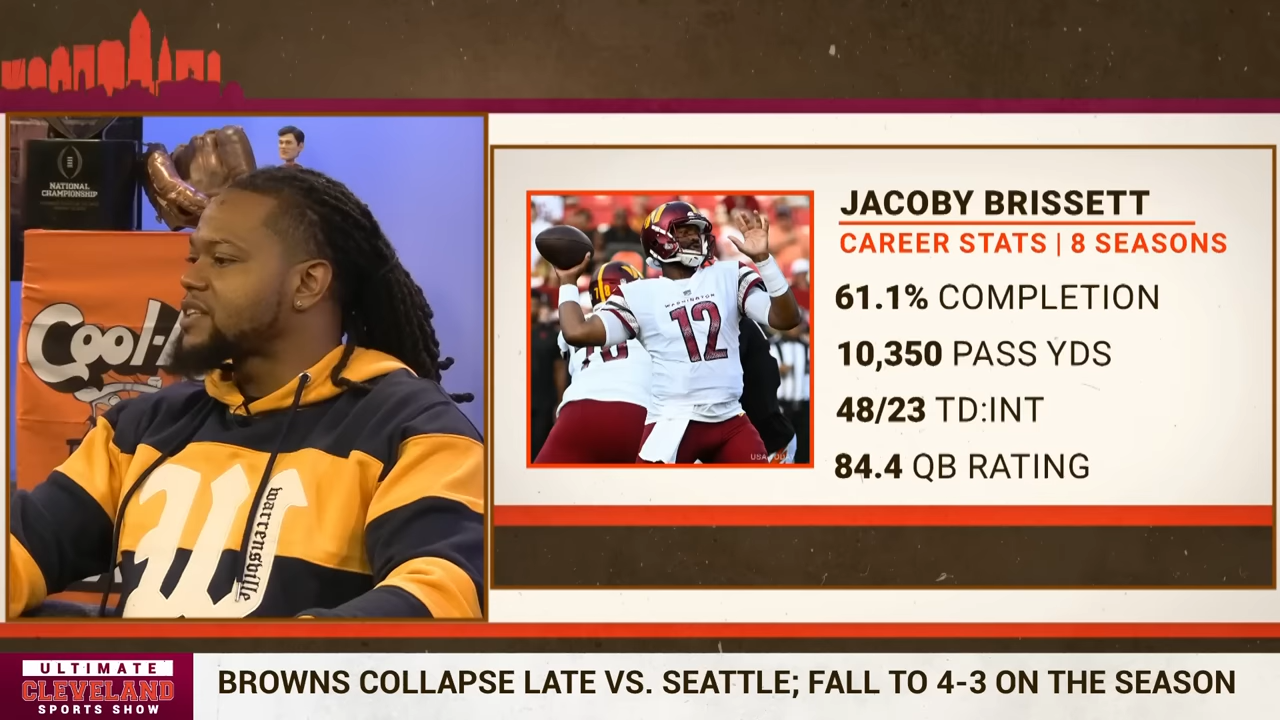 NATIONAL
CHAMPIONSHIP
Cool-
warrensville
WASHINGTON
12
JACOBY BRISSETT
CAREER STATS | 8 SEASONS
61.1% COMPLETION
10,350 PASS YDS
48/23 TD:INT
84.4 QB RATING
USA TODAY
ULTIMATE
CLEVELAND
SPORTS SHOW
BROWNS COLLAPSE LATE VS. SEATTLE; FALL TO 4-3 ON THE SEASON